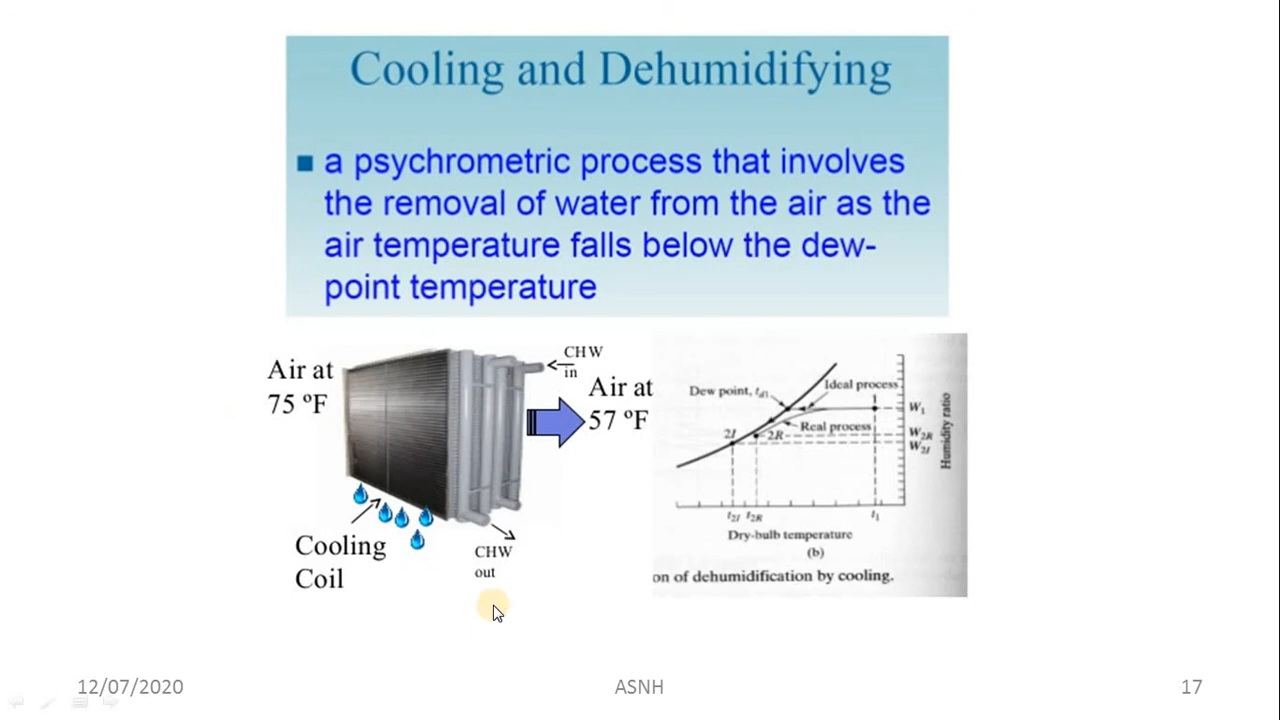 Cooling and Dehumidifying
a psychrometric process that involves
the removal of water from the air as the
air temperature falls below the dew-
point temperature
Air at
75 ºF
CHW
in
Air at
57 ºF
Cooling
Coil
CHW
out
Dew point, t_d1
Ideal process
1
W₁
Real process
2I
2R
W₂R
W₂I
Humidity ratio
t₂I t₂R
t₁
Dry-bulb temperature
(b)
on of dehumidification by cooling.
12/07/2020
ASNH
17